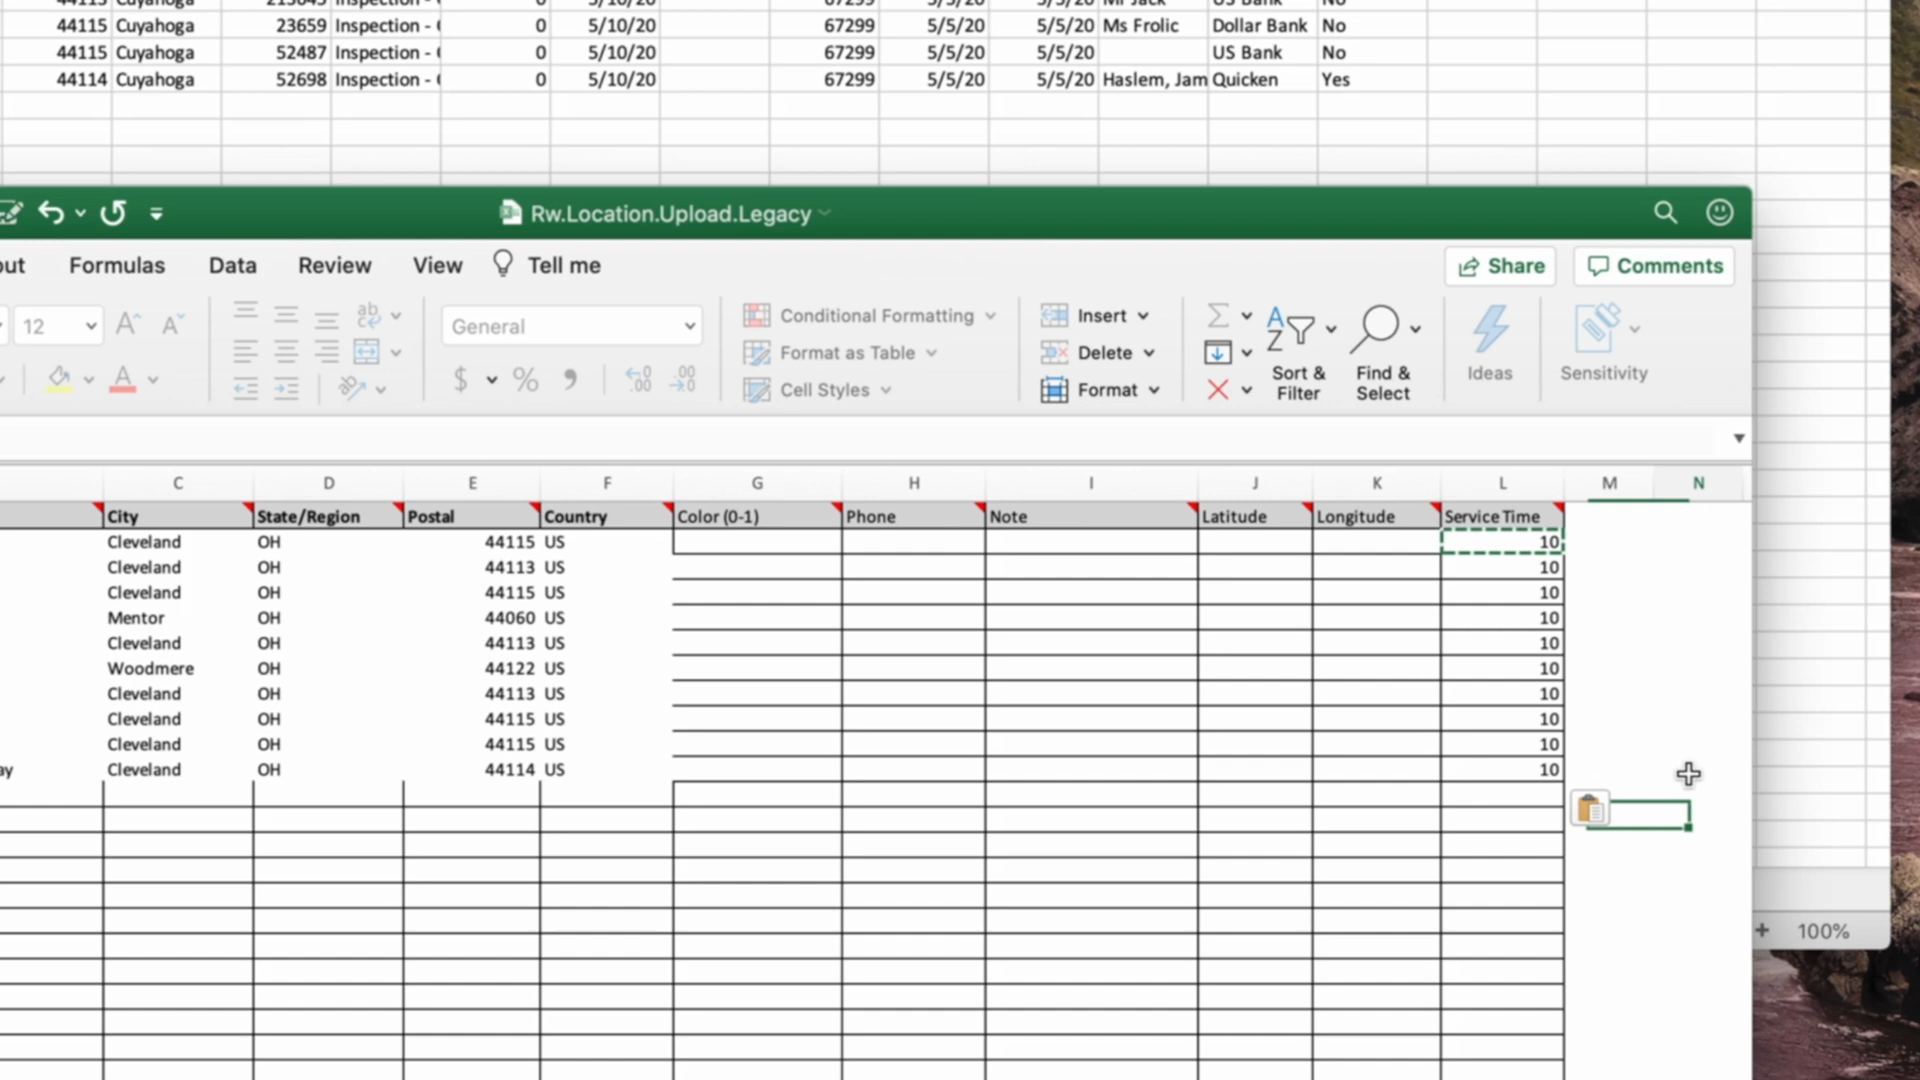 44115 Cuyahoga 213645 Inspection - 0 5/10/20 67299 5/5/20 5/5/20 Mr Jack US Bank No
44115 Cuyahoga 23659 Inspection - 0 5/10/20 67299 5/5/20 5/5/20 Ms Frolic Dollar Bank No
44115 Cuyahoga 52487 Inspection - 0 5/10/20 67299 5/5/20 5/5/20 US Bank No
44114 Cuyahoga 52698 Inspection - 0 5/10/20 67299 5/5/20 5/5/20 Haslem, Jam Quicken Yes
Rw.Location.Upload.Legacy
out Formulas Data Review View Tell me Share Comments
12 General Conditional Formatting Insert
Format as Table Delete
Cell Styles Format
Sort & Filter Find & Select Ideas Sensitivity
C D E F G H I J K L M N
City State/Region Postal Country Color (0-1) Phone Note Latitude Longitude Service Time
Cleveland OH 44115 US 10
Cleveland OH 44113 US 10
Cleveland OH 44115 US 10
Mentor OH 44060 US 10
Cleveland OH 44113 US 10
Woodmere OH 44122 US 10
Cleveland OH 44113 US 10
Cleveland OH 44115 US 10
Cleveland OH 44115 US 10
ay Cleveland OH 44114 US 10
+ 100%